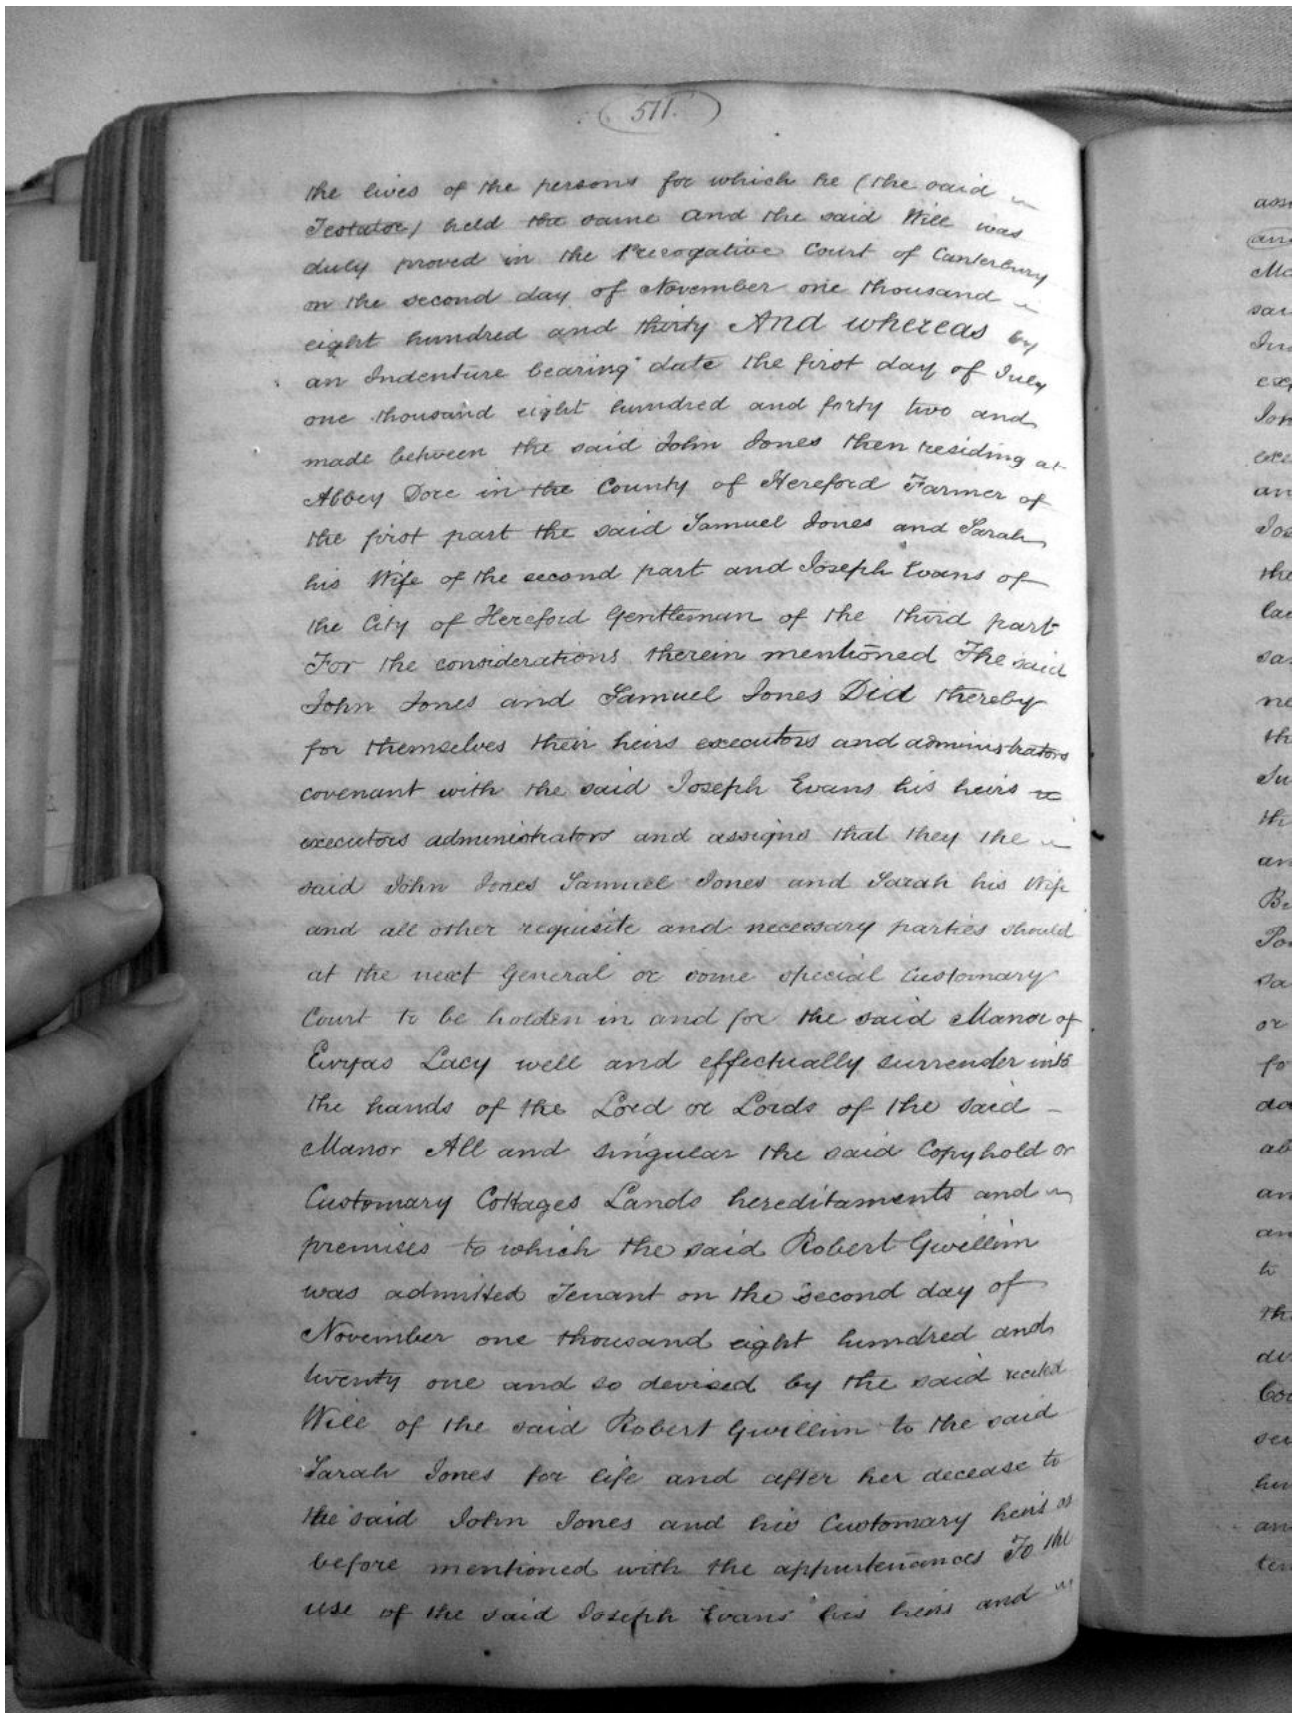 511.
the lives of the persons for which he (the said
Testator) held the same and the said Will was
duly proved in the Prerogative Court of Canterbury
on the second day of November one thousand
eight hundred and thirty And whereas by
an Indenture bearing date the first day of July
one thousand eight hundred and forty two and
made between the said John Jones then residing at
Abbey Dore in the County of Hereford Farmer of
the first part the said Samuel Jones and Sarah
his Wife of the second part and Joseph Evans of
the City of Hereford Gentleman of the third part
For the considerations therein mentioned The said
John Jones and Samuel Jones Did thereby
for themselves their heirs executors and administrators
covenant with the said Joseph Evans his heirs
executors administrators and assigns that they the
said John Jones Samuel Jones and Sarah his Wife
and all other requisite and necessary parties should
at the next General or some special Customary
Court to be holden in and for the said Manor of
Ewyas Lacy well and effectually surrender into
the hands of the Lord or Lords of the said
Manor All and singular the said Copyhold or
Customary Cottages Lands hereditaments and
premises to which the said Robert Gwillim
was admitted Tenant on the second day of
November one thousand eight hundred and
twenty one and so devised by the said recited
Will of the said Robert Gwillim to the said
Sarah Jones for life and after her decease to
the said John Jones and his Customary heirs as
before mentioned with the appurtenances To the
use of the said Joseph Evans his heirs and